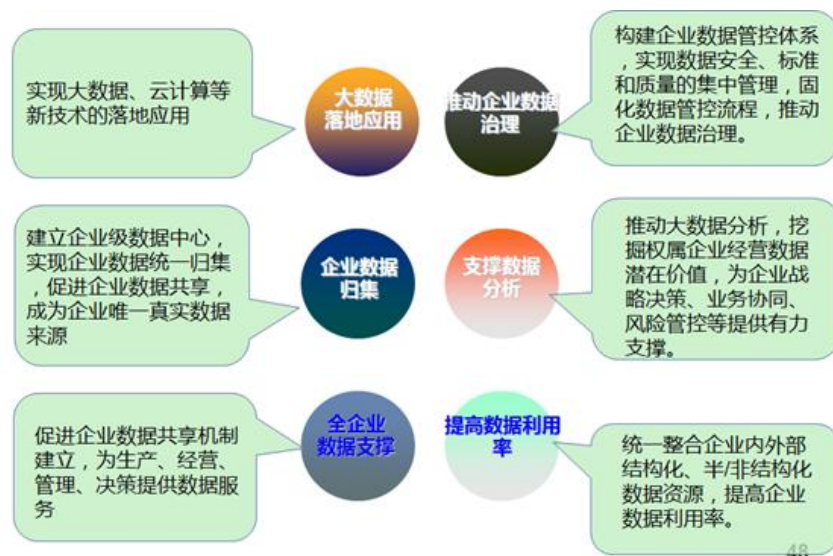 实现大数据、云计算等
新技术的落地应用
大数据
落地应用
推动企业数据
治理
构建企业数据管控体系
，实现数据安全、标准
和质量的集中管理，固
化数据管控流程，推动
企业数据治理。
建立企业级数据中心，
实现企业数据统一归集
，促进企业数据共享，
成为企业唯一真实数据
来源
企业数据
归集
支撑数据
分析
推动大数据分析，挖
掘权属企业经营数据
潜在价值，为企业战
略决策、业务协同、
风险管控等提供有力
支撑。
促进企业数据共享机制
建立，为生产、经营、
管理、决策提供数据服
务
全企业
数据支撑
提高数据利用
率
统一整合企业内外部
结构化、半/非结构化
数据资源，提高企业
数据利用率。
48